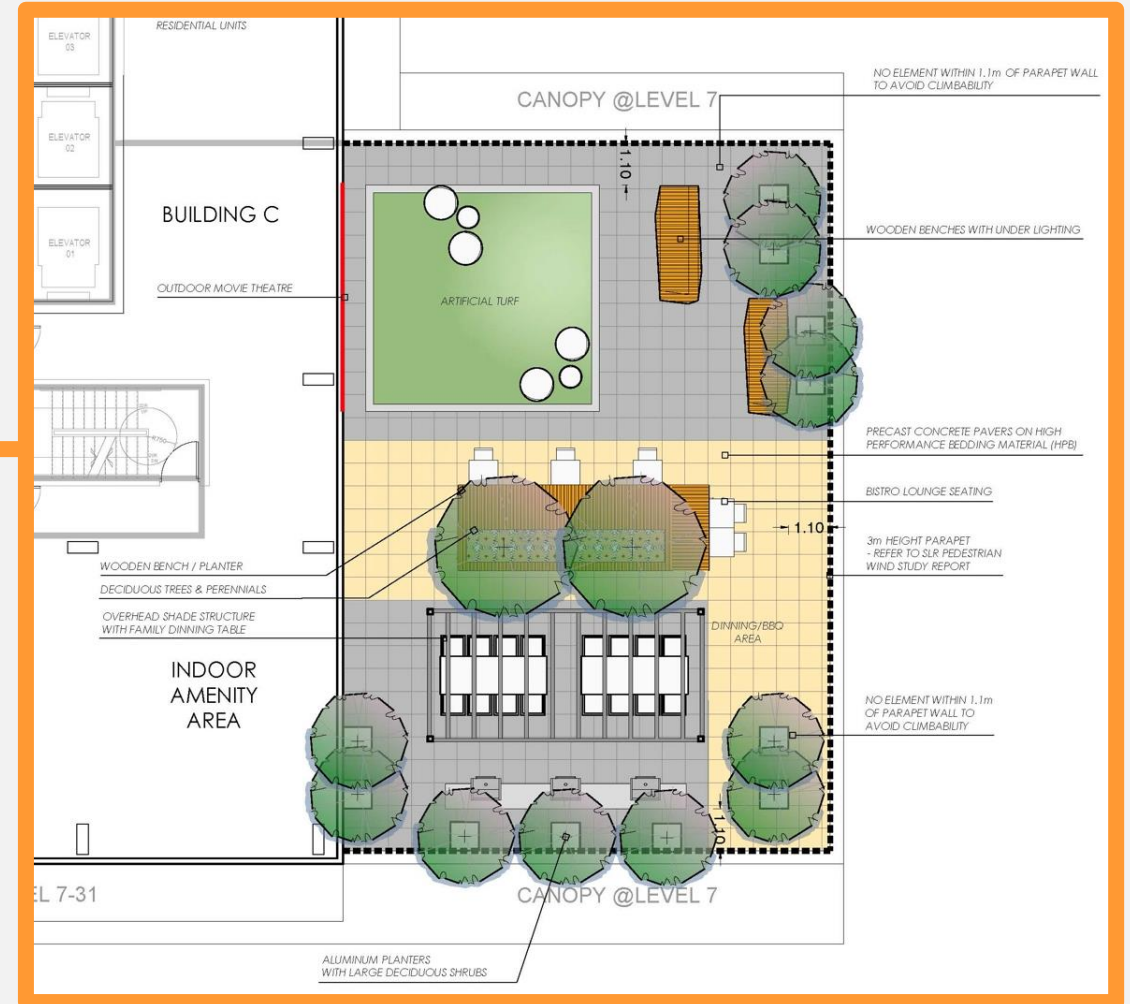 RESIDENTIAL UNITS
ELEVATOR
03
ELEVATOR
02
ELEVATOR
01
BUILDING C
OUTDOOR MOVIE THEATRE
CANOPY @LEVEL 7
NO ELEMENT WITHIN 1.1m OF PARAPET WALL
TO AVOID CLIMBABILITY
1.10
WOODEN BENCHES WITH UNDER LIGHTING
ARTIFICIAL TURF
PRECAST CONCRETE PAVERS ON HIGH
PERFORMANCE BEDDING MATERIAL (HPB)
BISTRO LOUNGE SEATING
1.10
3m HEIGHT PARAPET
- REFER TO SLR PEDESTRIAN
WIND STUDY REPORT
WOODEN BENCH / PLANTER
DECIDUOUS TREES & PERENNIALS
OVERHEAD SHADE STRUCTURE
WITH FAMILY DINNING TABLE
DINNING/BBQ
AREA
INDOOR
AMENITY
AREA
NO ELEMENT WITHIN 1.1m
OF PARAPET WALL TO
AVOID CLIMBABILITY
1.10
EL 7-31
CANOPY @LEVEL 7
ALUMINUM PLANTERS
WITH LARGE DECIDUOUS SHRUBS